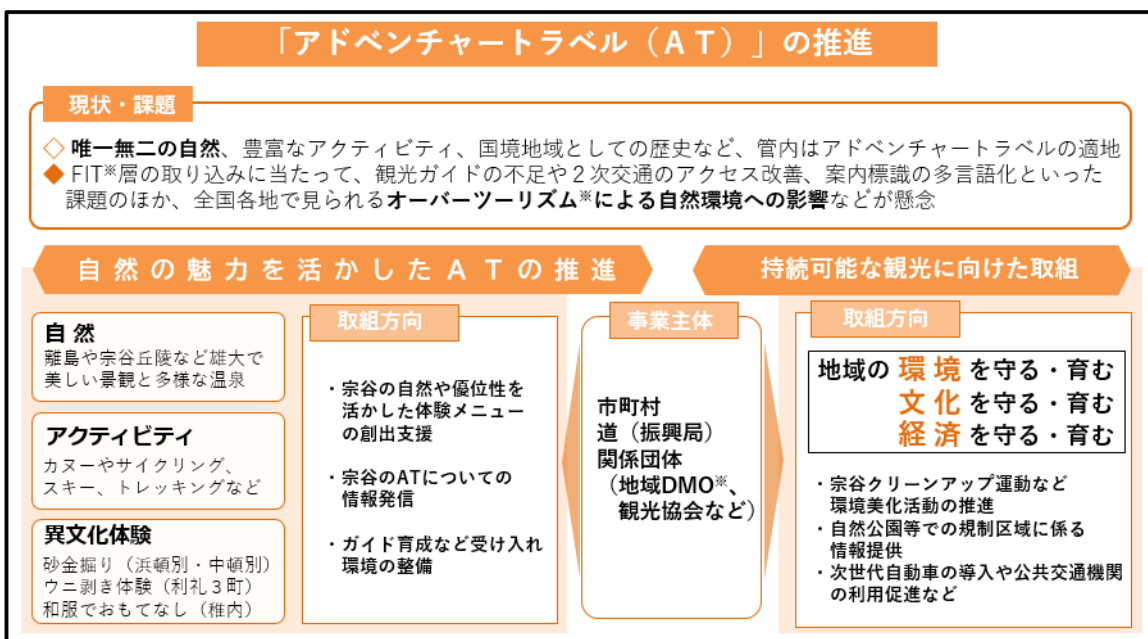 「アドベンチャートラベル（ＡＴ）」の推進
現状・課題
◇ 唯一無二の自然、豊富なアクティビティ、国境地域としての歴史など、管内はアドベンチャートラベルの適地
◆ FIT※層の取り込みに当たって、観光ガイドの不足や２次交通のアクセス改善、案内標識の多言語化といった
課題のほか、全国各地で見られるオーバーツーリズム※による自然環境への影響などが懸念
自然の魅力を活かしたＡＴの推進
自 然
離島や宗谷丘陵など雄大で
美しい景観と多様な温泉
アクティビティ
カヌーやサイクリング、
スキー、トレッキングなど
異文化体験
砂金掘り（浜頓別・中頓別）
ウニ剥き体験（利礼３町）
和服でおもてなし（稚内）
取組方向
・宗谷の自然や優位性を
活かした体験メニュー
の創出支援
・宗谷のATについての
情報発信
・ガイド育成など受け入れ
環境の整備
事業主体
市町村
道（振興局）
関係団体
（地域DMO※、
観光協会など）
持続可能な観光に向けた取組
取組方向
地域の 環 境 を守る・育む
文 化 を守る・育む
経 済 を守る・育む
・宗谷クリーンアップ運動など
環境美化活動の推進
・自然公園等での規制区域に係る
情報提供
・次世代自動車の導入や公共交通機関
の利用促進など